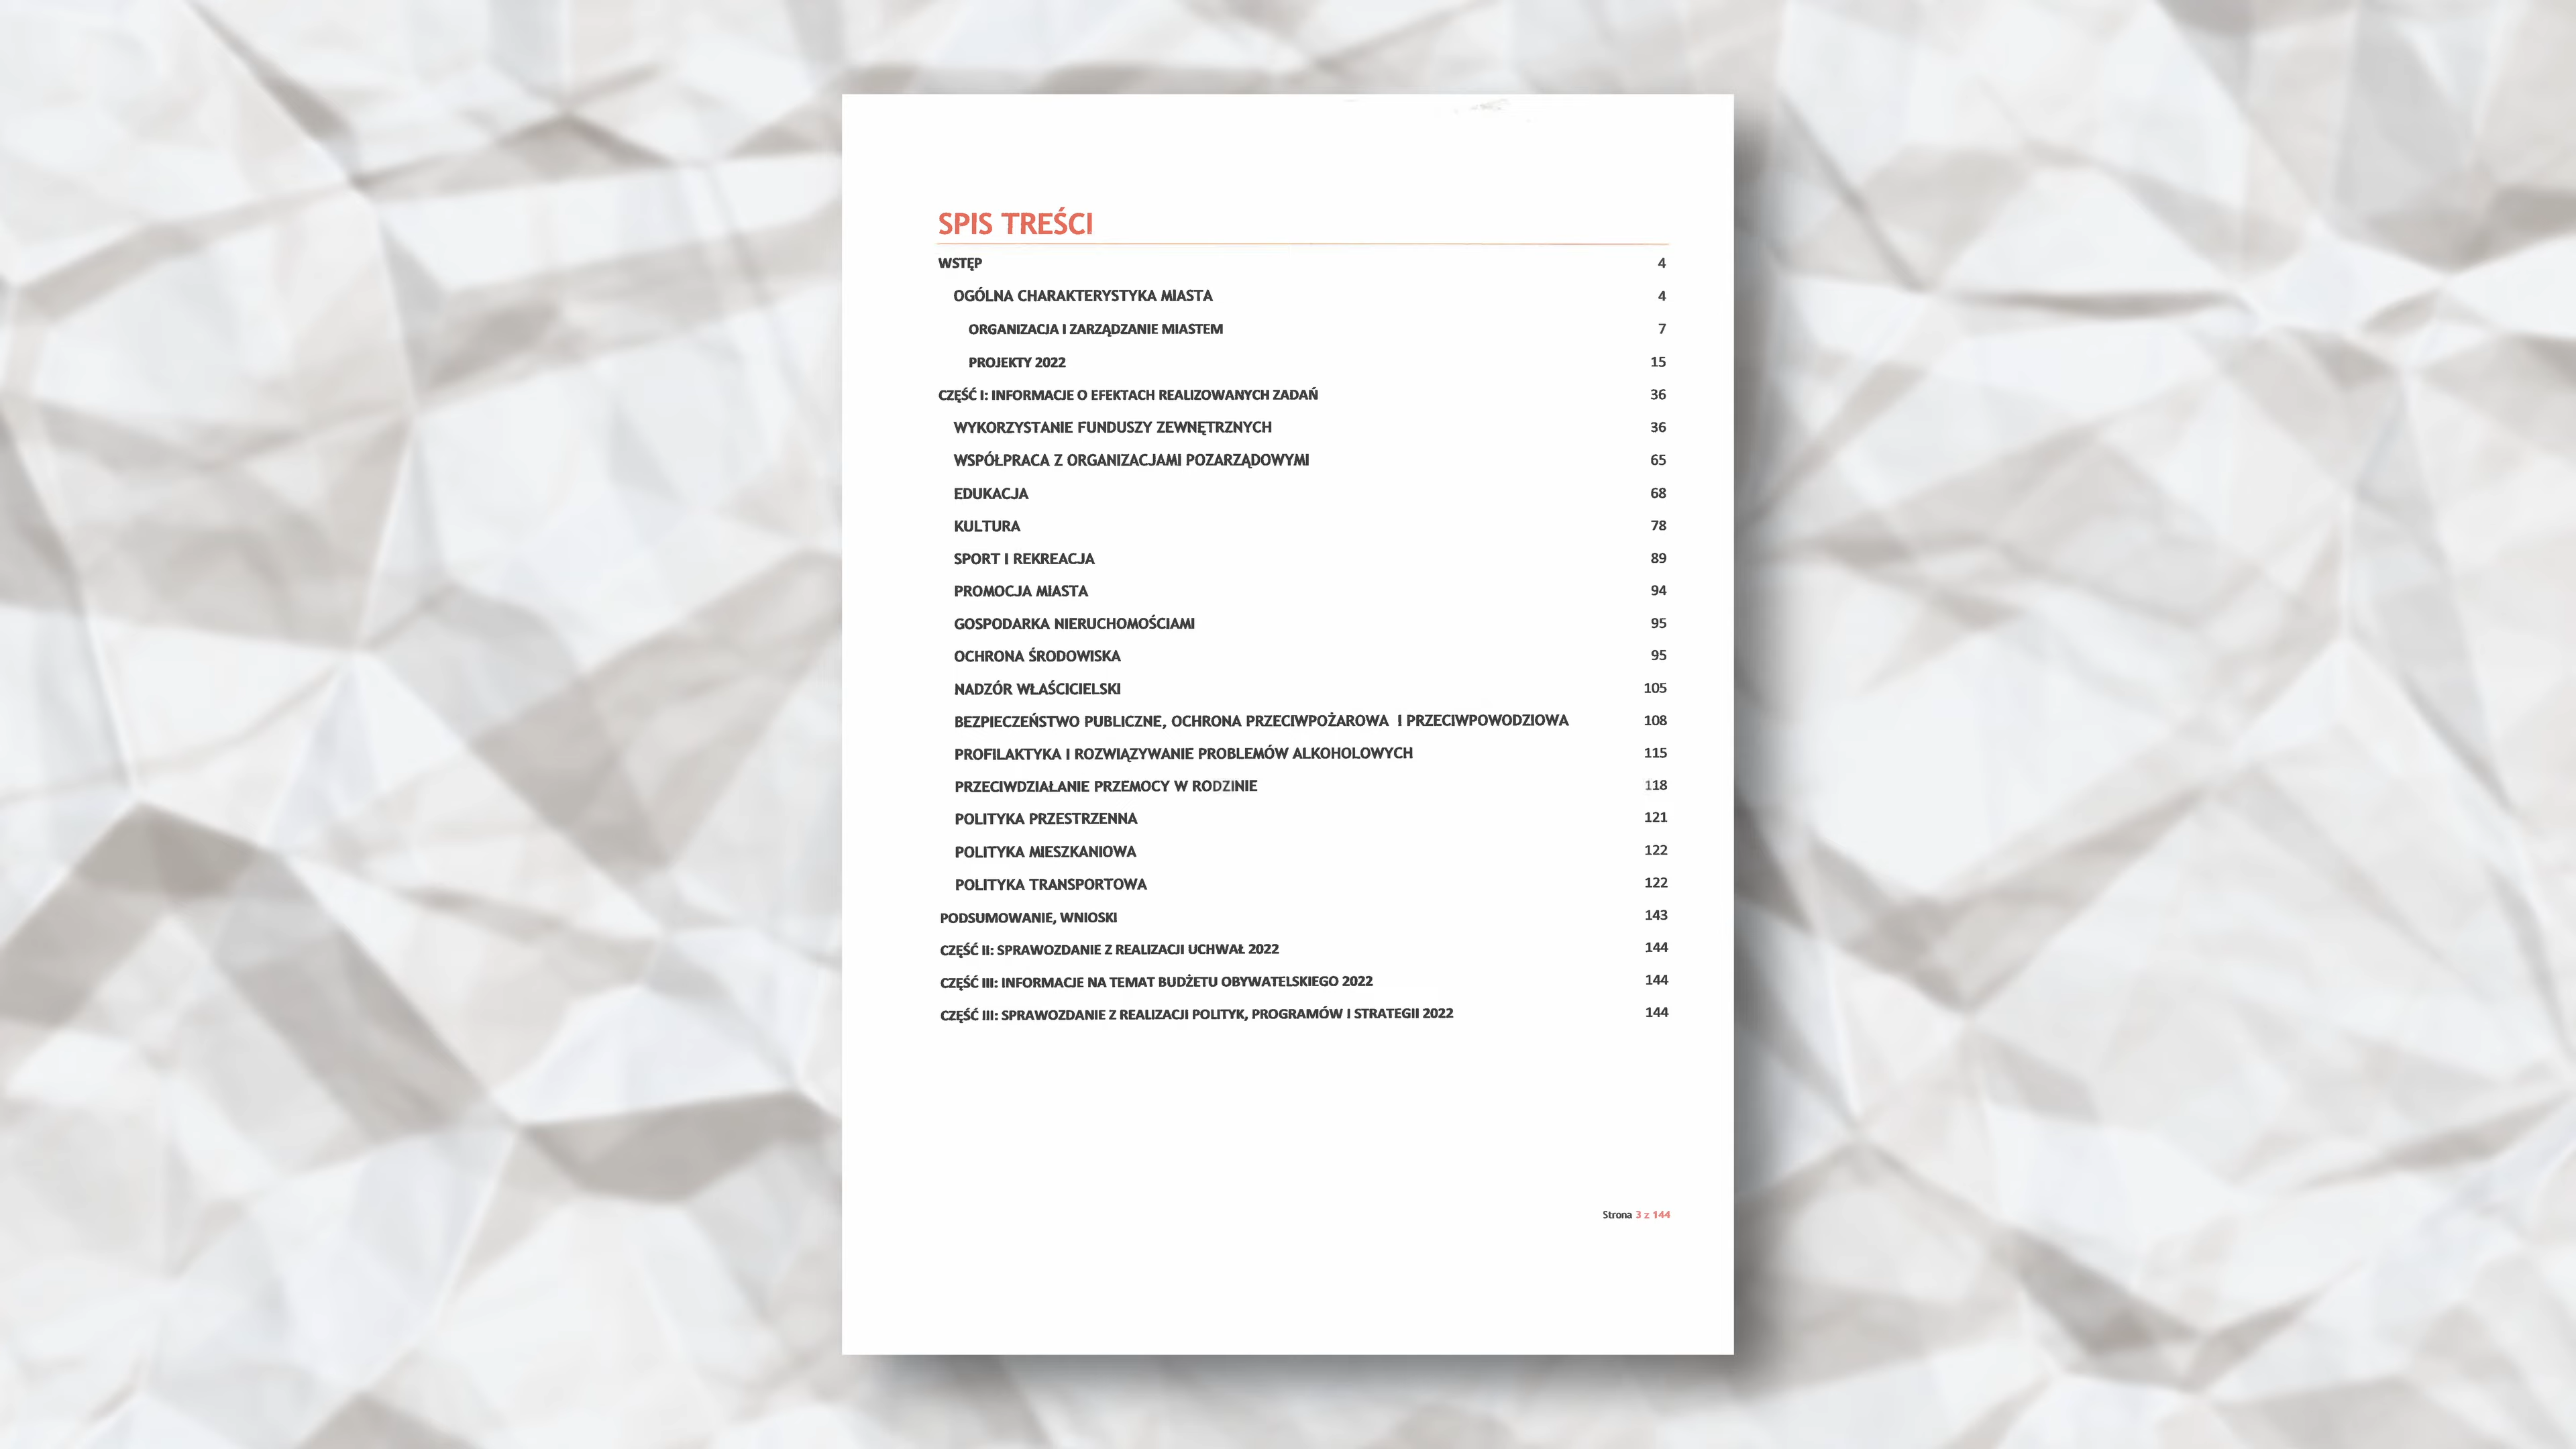 SPIS TREŚCI
WSTĘP 4
OGÓLNA CHARAKTERYSTYKA MIASTA 4
ORGANIZACJA I ZARZĄDZANIE MIASTEM 7
PROJEKTY 2022 15
CZĘŚĆ I: INFORMACJE O EFEKTACH REALIZOWANYCH ZADAŃ 36
WYKORZYSTANIE FUNDUSZY ZEWNĘTRZNYCH 36
WSPÓŁPRACA Z ORGANIZACJAMI POZARZĄDOWYMI 65
EDUKACJA 68
KULTURA 78
SPORT I REKREACJA 89
PROMOCJA MIASTA 94
GOSPODARKA NIERUCHOMOŚCIAMI 95
OCHRONA ŚRODOWISKA 95
NADZÓR WŁAŚCICIELSKI 105
BEZPIECZEŃSTWO PUBLICZNE, OCHRONA PRZECIWPOŻAROWA I PRZECIWPOWODZIOWA 108
PROFILAKTYKA I ROZWIĄZYWANIE PROBLEMÓW ALKOHOLOWYCH 115
PRZECIWDZIAŁANIE PRZEMOCY W RODZINIE 118
POLITYKA PRZESTRZENNA 121
POLITYKA MIESZKANIOWA 122
POLITYKA TRANSPORTOWA 122
PODSUMOWANIE, WNIOSKI 143
CZĘŚĆ II: SPRAWOZDANIE Z REALIZACJI UCHWAŁ 2022 144
CZĘŚĆ III: INFORMACJE NA TEMAT BUDŻETU OBYWATELSKIEGO 2022 144
CZĘŚĆ III: SPRAWOZDANIE Z REALIZACJI POLITYK, PROGRAMÓW I STRATEGII 2022 144
Strona 3 z 144